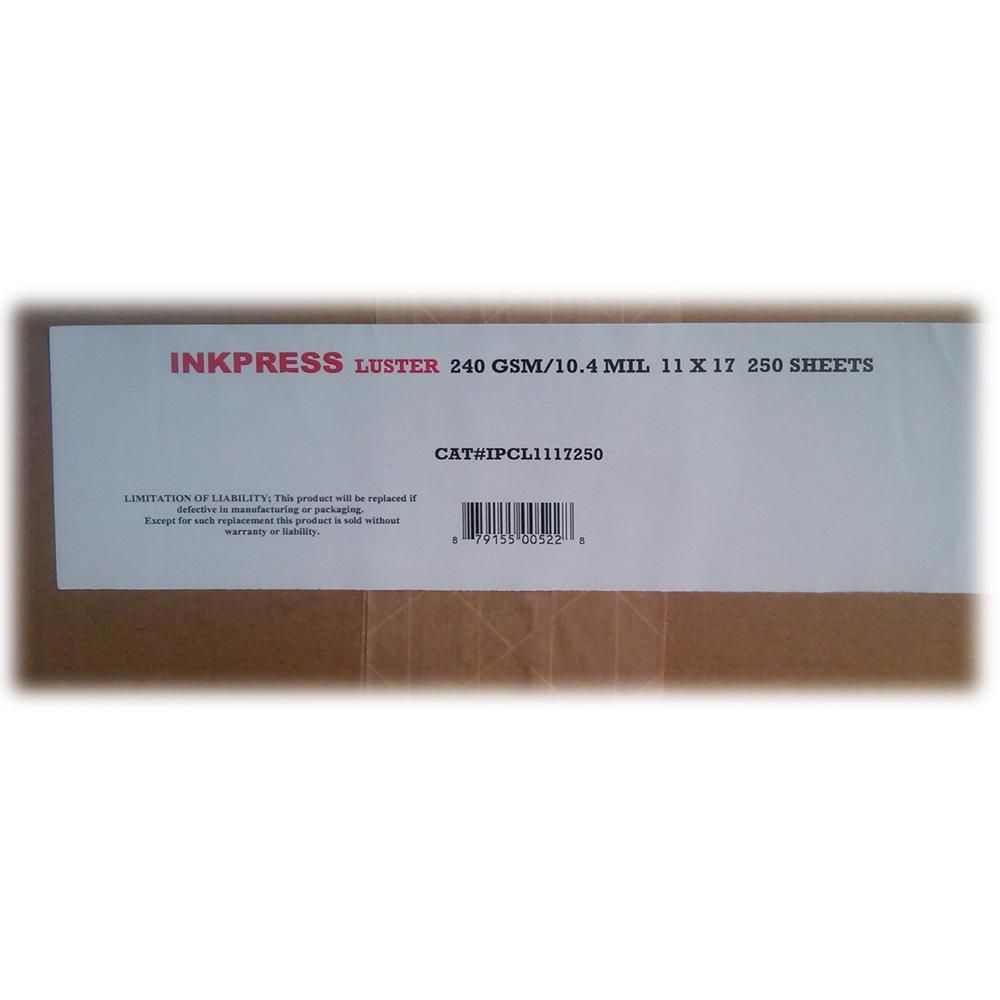 INKPRESS LUSTER 240 GSM/10.4 MIL 11 X 17 250 SHEETS
CAT#IPCL1117250
LIMITATION OF LIABILITY; This product will be replaced if
defective in manufacturing or packaging.
Except for such replacement this product is sold without
warranty or liability.
8 79155 00522 8